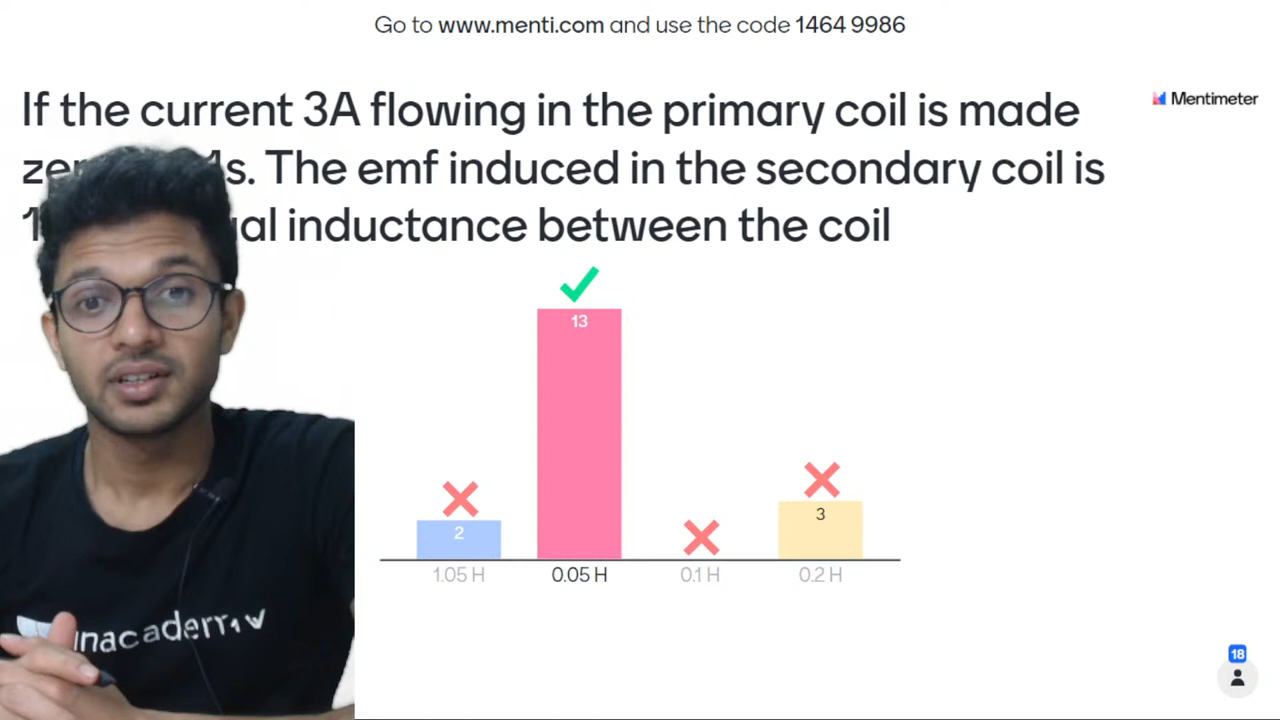 Go to www.menti.com and use the code 1464 9986
If the current 3A flowing in the primary coil is made
s. The emf induced in the secondary coil is
inductance between the coil
Mentimeter
13
2
3
1.05 H
0.05 H
0.1 H
0.2 H
18